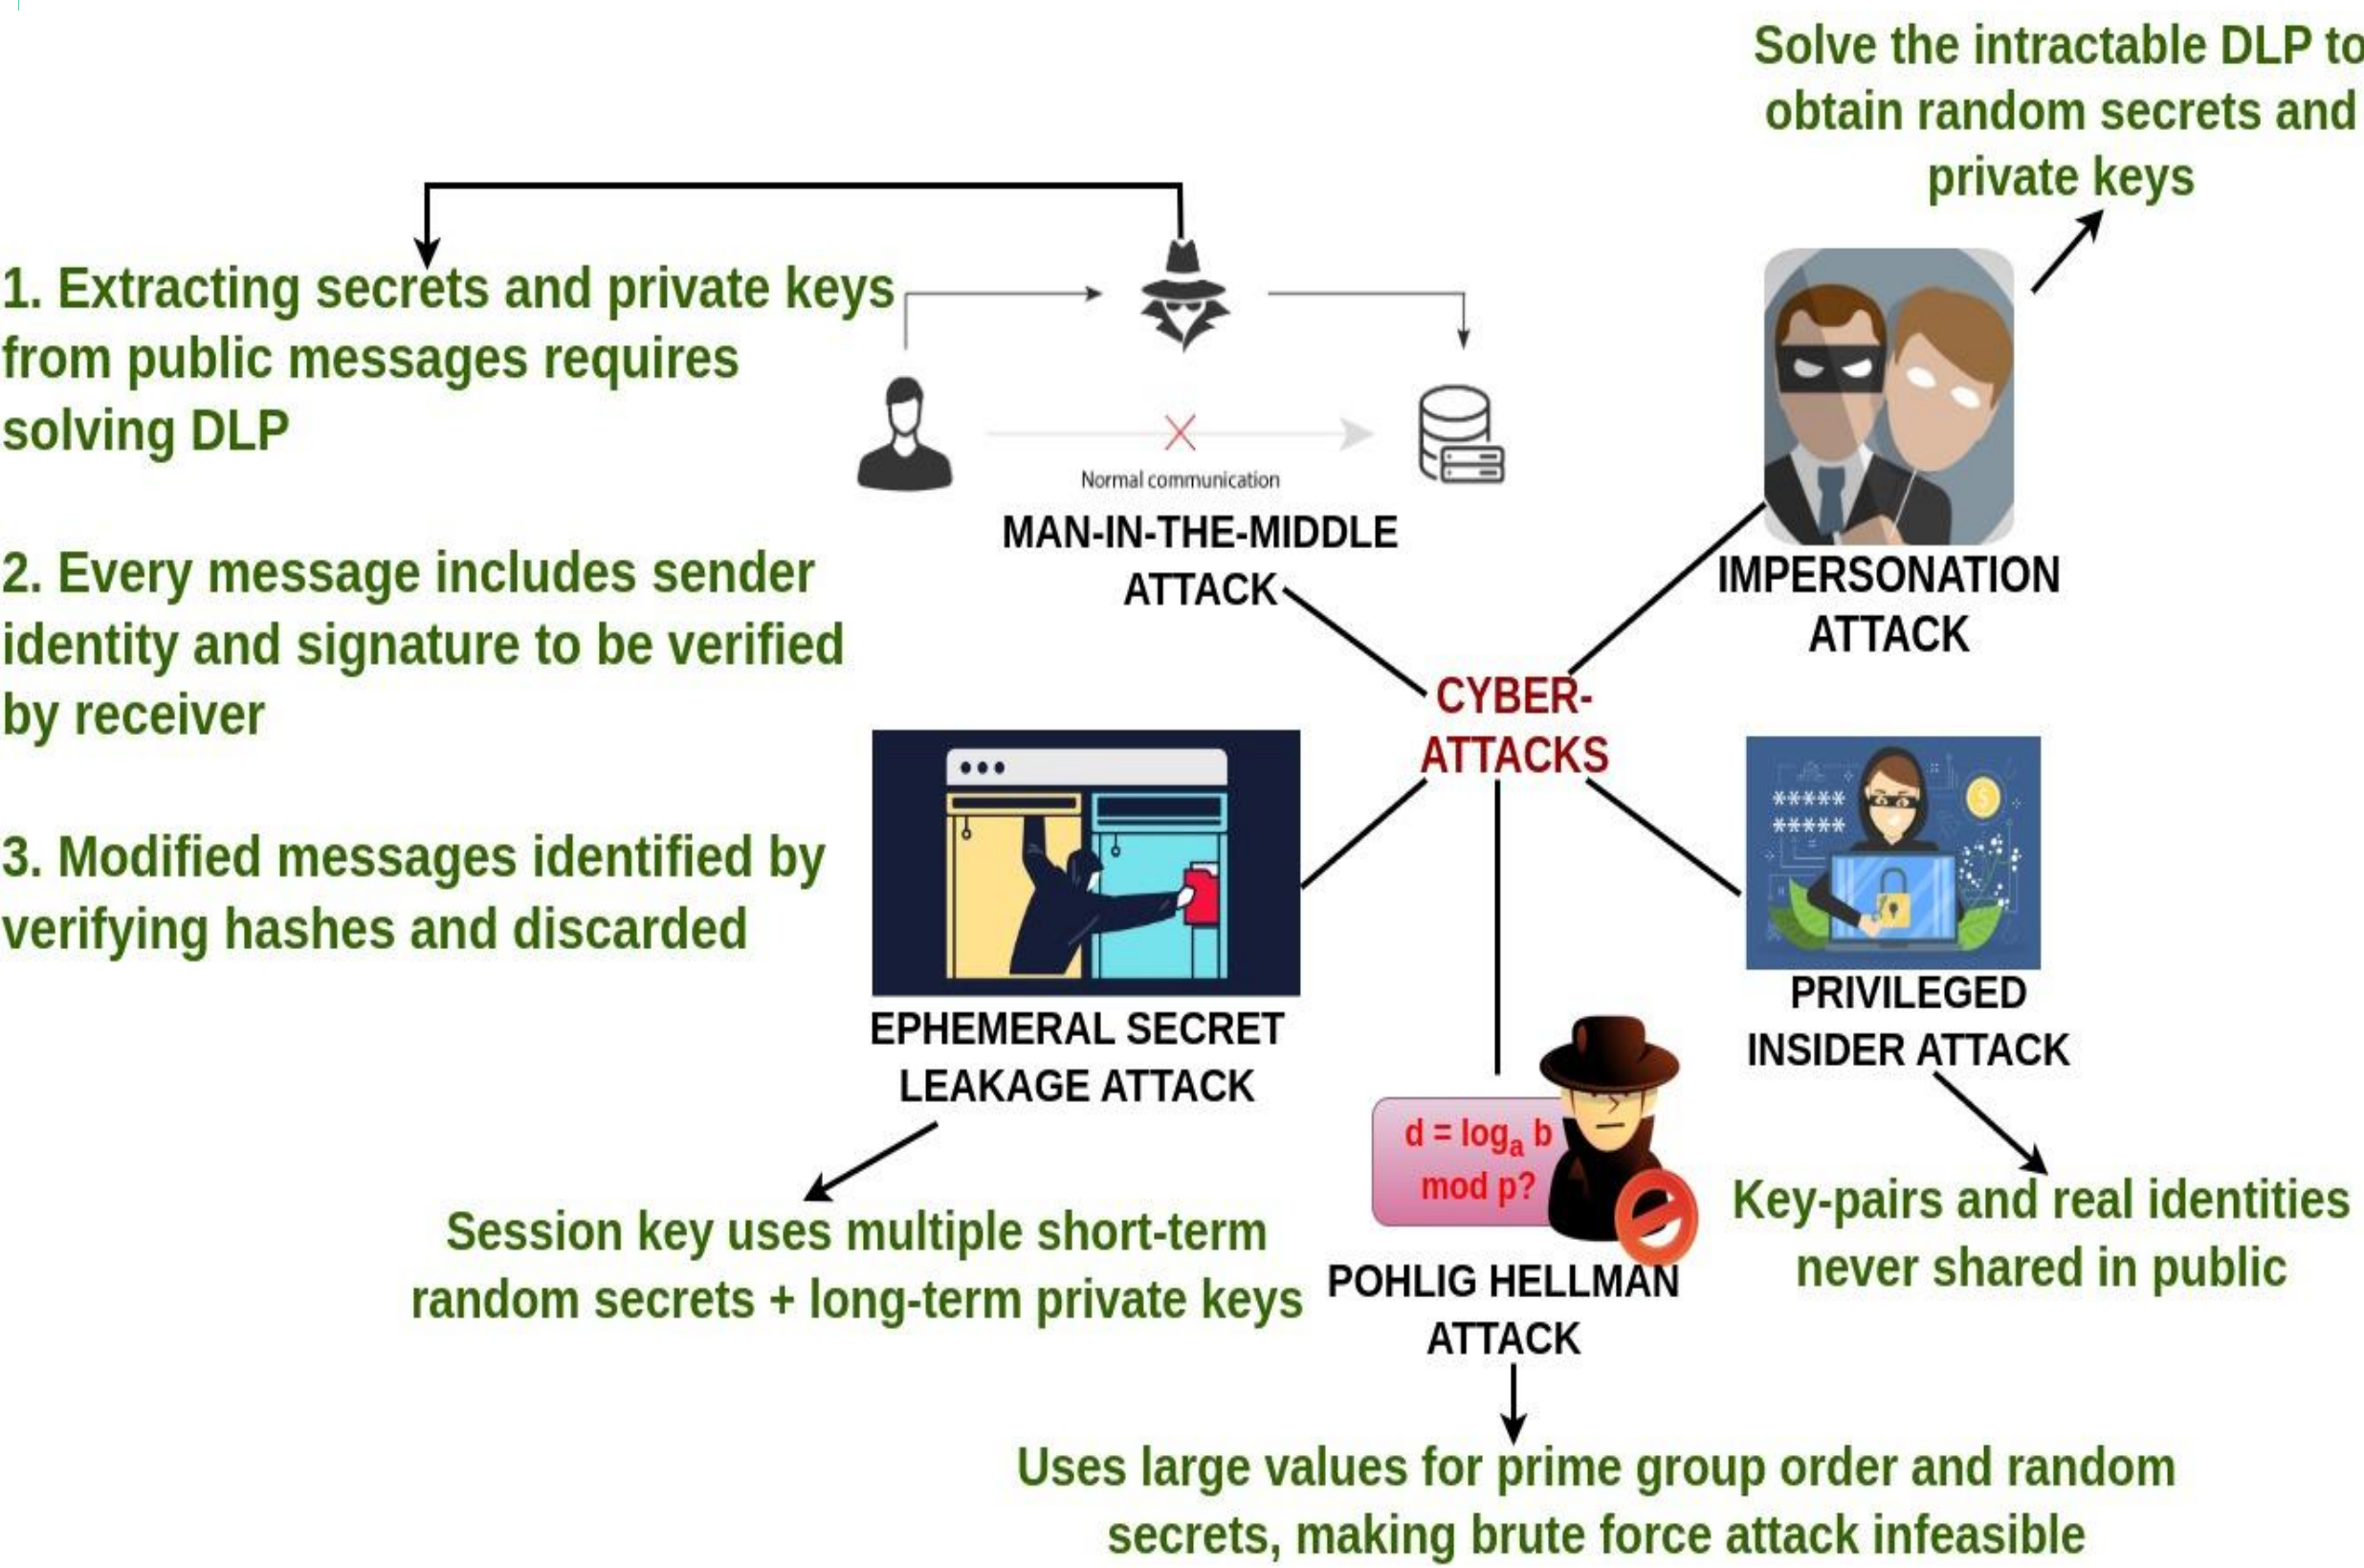 Solve the intractable DLP to
obtain random secrets and
private keys
1. Extracting secrets and private keys
from public messages requires
solving DLP
2. Every message includes sender
identity and signature to be verified
by receiver
3. Modified messages identified by
verifying hashes and discarded
Normal communication
MAN-IN-THE-MIDDLE
ATTACK
IMPERSONATION
ATTACK
CYBER-
ATTACKS
*****
*****
$
EPHEMERAL SECRET
LEAKAGE ATTACK
PRIVILEGED
INSIDER ATTACK
d = logₐ b
mod p?
Session key uses multiple short-term
random secrets + long-term private keys
POHLIG HELLMAN
ATTACK
Key-pairs and real identities
never shared in public
Uses large values for prime group order and random
secrets, making brute force attack infeasible